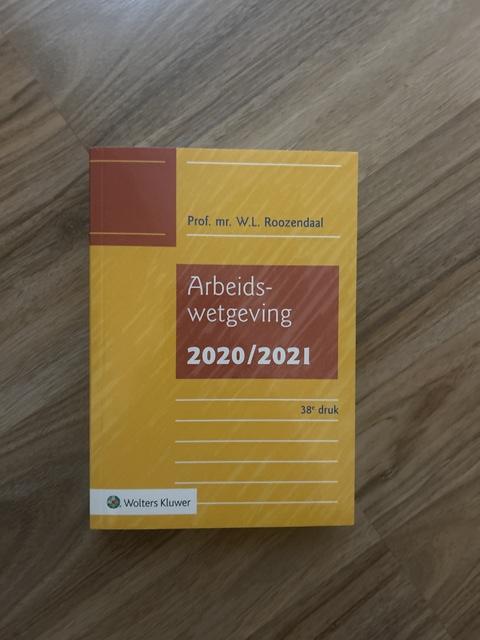 Prof. mr. W.L. Roozendaal
Arbeids-
wetgeving
2020/2021
38e druk
Wolters Kluwer